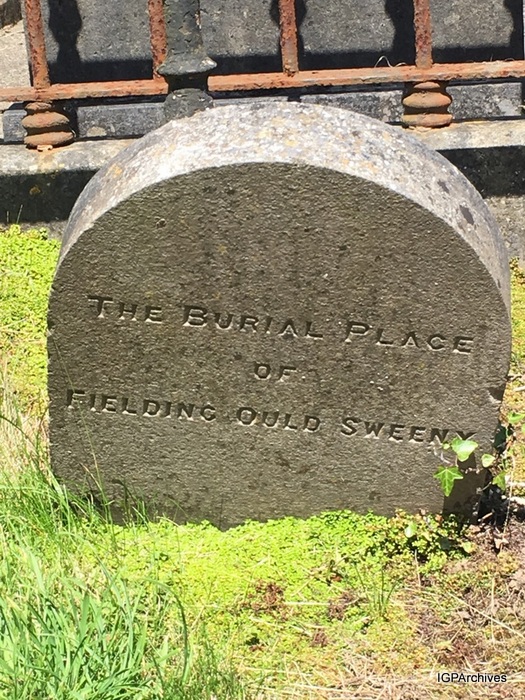 THE BURIAL PLACE
OF
FIELDING OULD SWEENY
IGPArchives